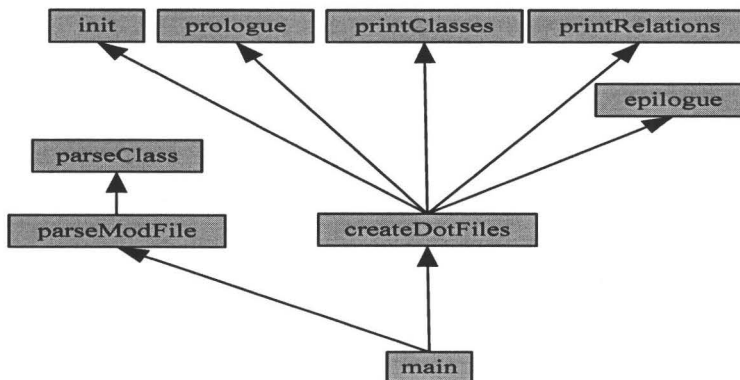 init
prologue
printClasses
printRelations
epilogue
parseClass
parseModFile
createDotFiles
main